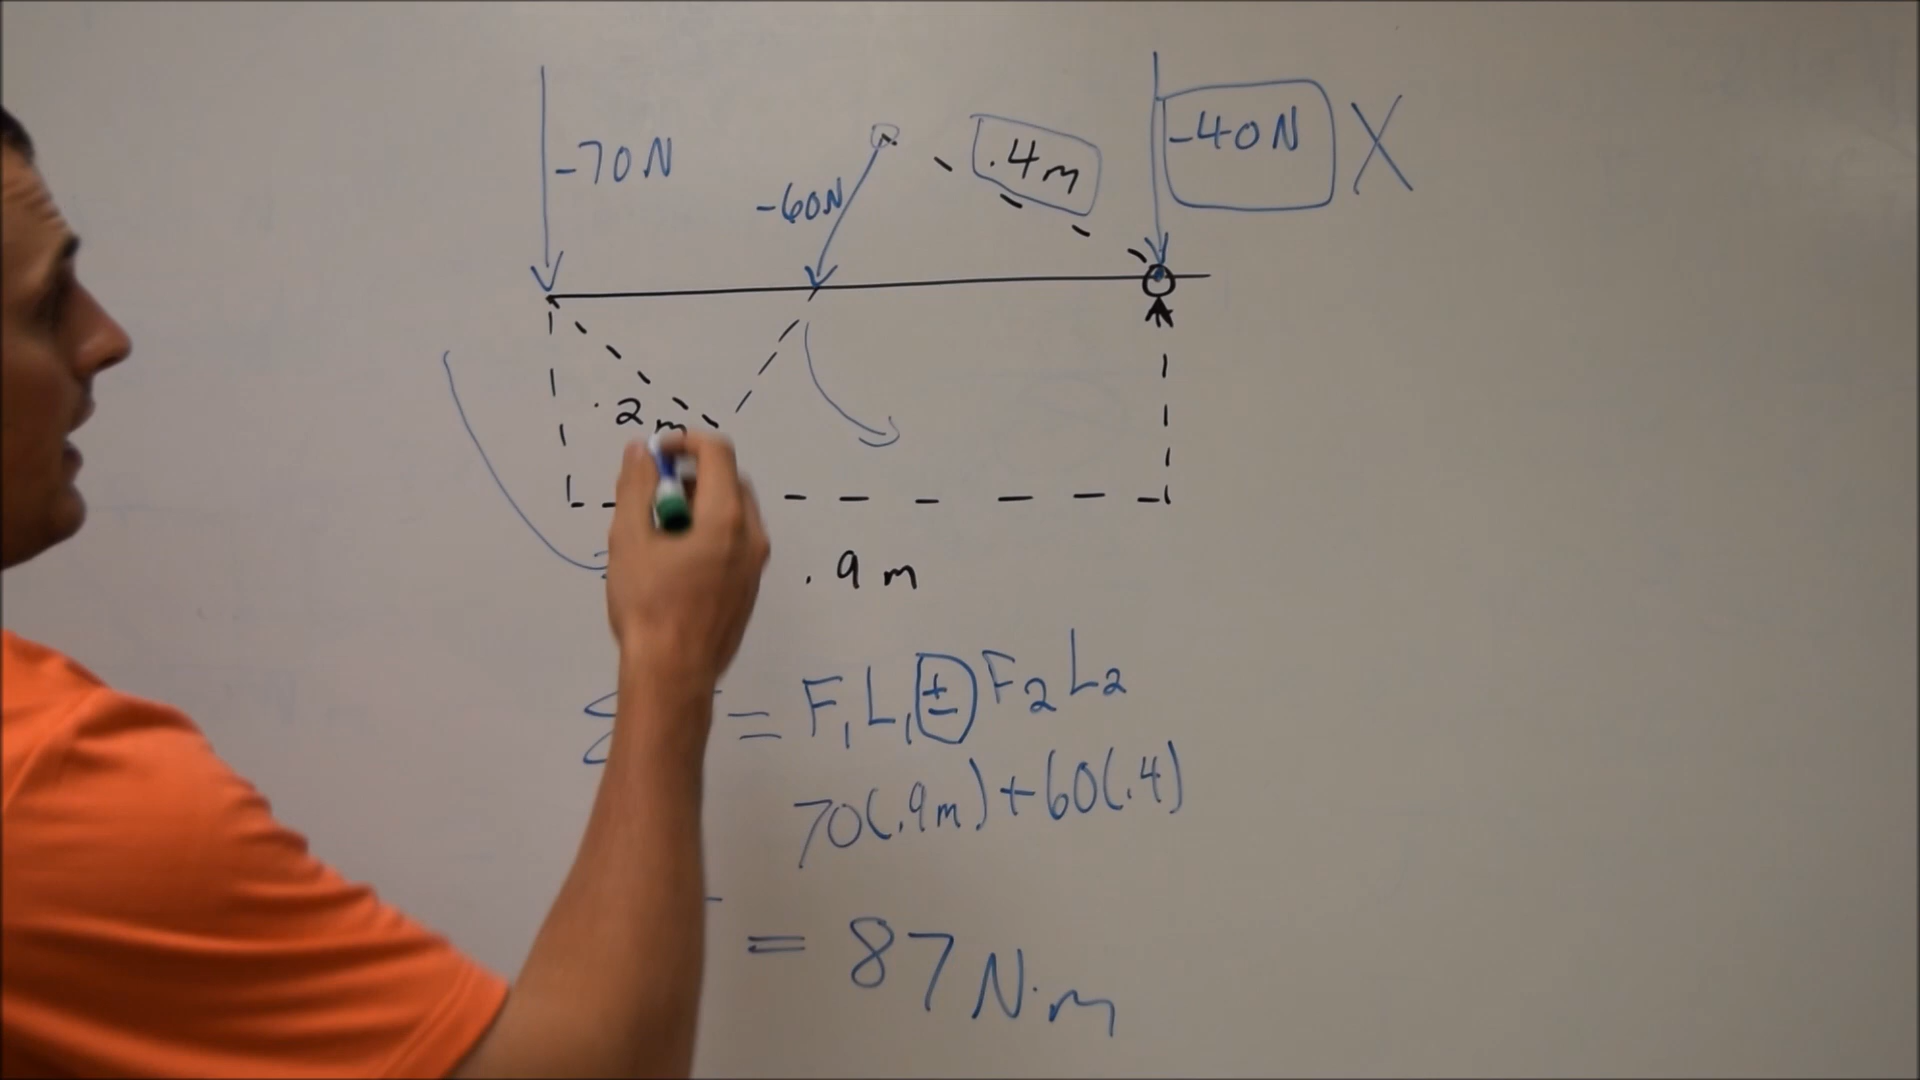 -70N
-60N
.4m
-40N X
.2m
.9m
= F₁L₁ ± F₂L₂
70(.9m)+60(.4)
= 87 N·m